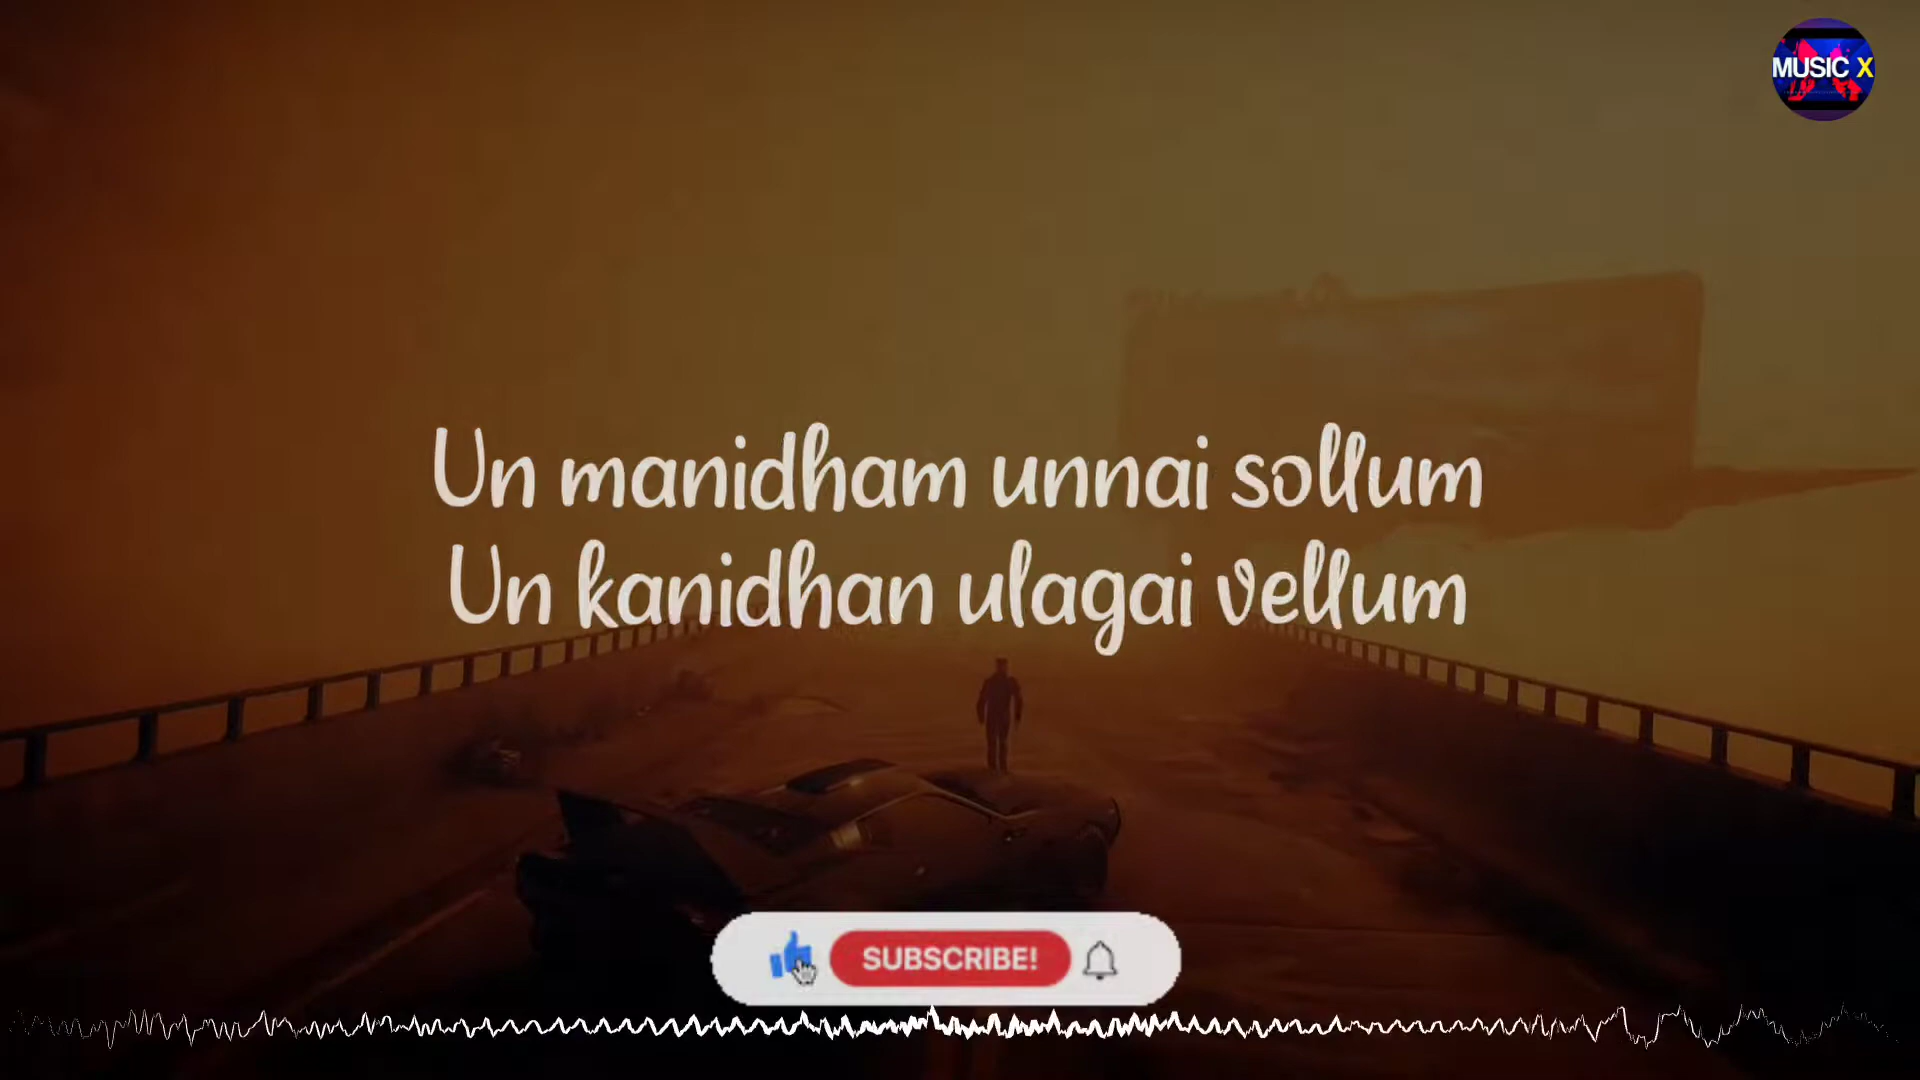 MUSIC X
Un manidham unnai sollum
Un kanidhan ulagai vellum
SUBSCRIBE!